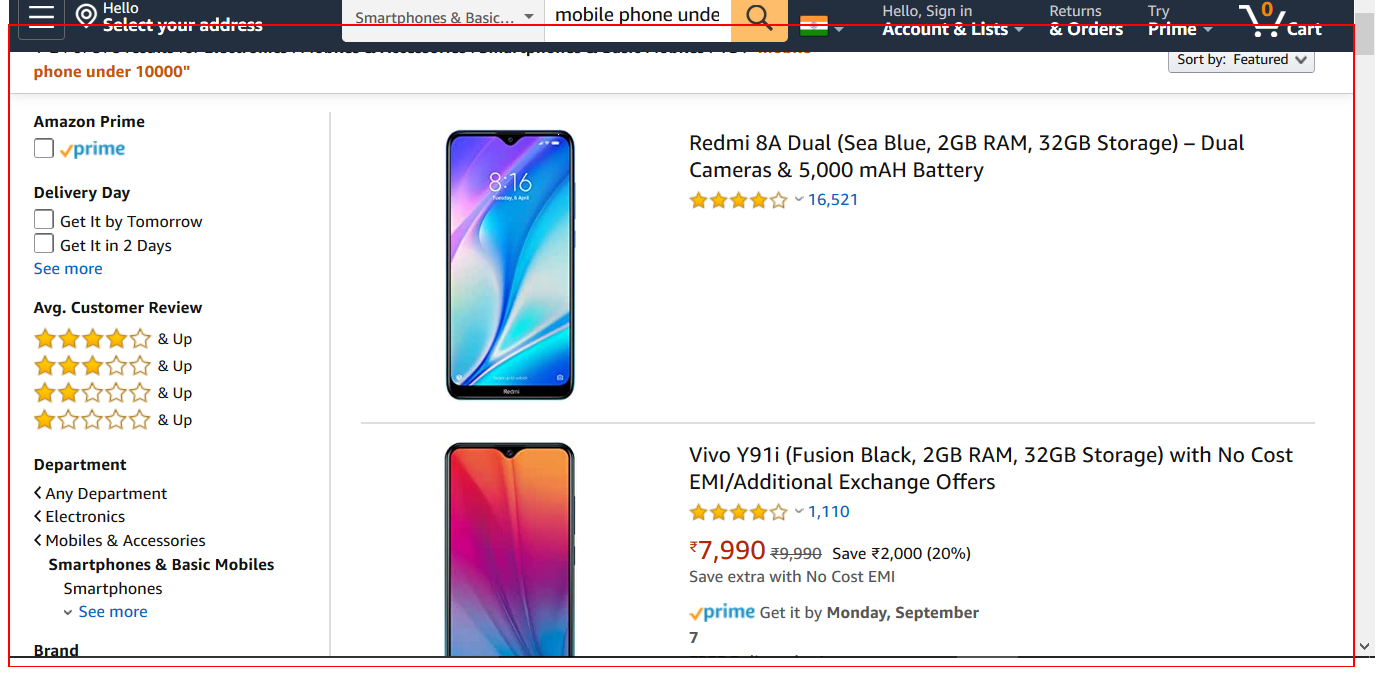 Hello
Select your address
Smartphones & Basic...
mobile phone unde
Hello, Sign in
Account & Lists
Returns
& Orders
Try
Prime
0
Cart
phone under 10000"
Sort by: Featured
Amazon Prime
prime
Delivery Day
Get It by Tomorrow
Get It in 2 Days
See more
Avg. Customer Review
& Up
& Up
& Up
& Up
Department
Any Department
Electronics
Mobiles & Accessories
Smartphones & Basic Mobiles
Smartphones
See more
Brand
8:16
Tuesday, 6 April
Redmi
Redmi 8A Dual (Sea Blue, 2GB RAM, 32GB Storage) – Dual
Cameras & 5,000 mAH Battery
16,521
Vivo Y91i (Fusion Black, 2GB RAM, 32GB Storage) with No Cost
EMI/Additional Exchange Offers
1,110
₹7,990 ₹9,990 Save ₹2,000 (20%)
Save extra with No Cost EMI
prime Get it by Monday, September
7